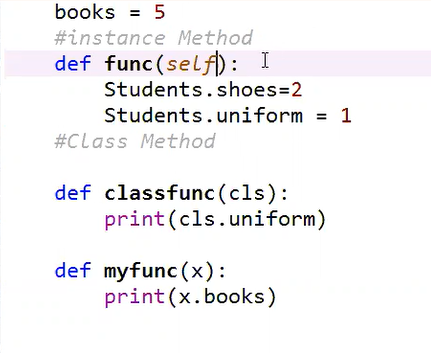 books = 5
#instance Method
def func(self):
Students.shoes=2
Students.uniform = 1
#Class Method
def classfunc(cls):
print(cls.uniform)
def myfunc(x):
print(x.books)